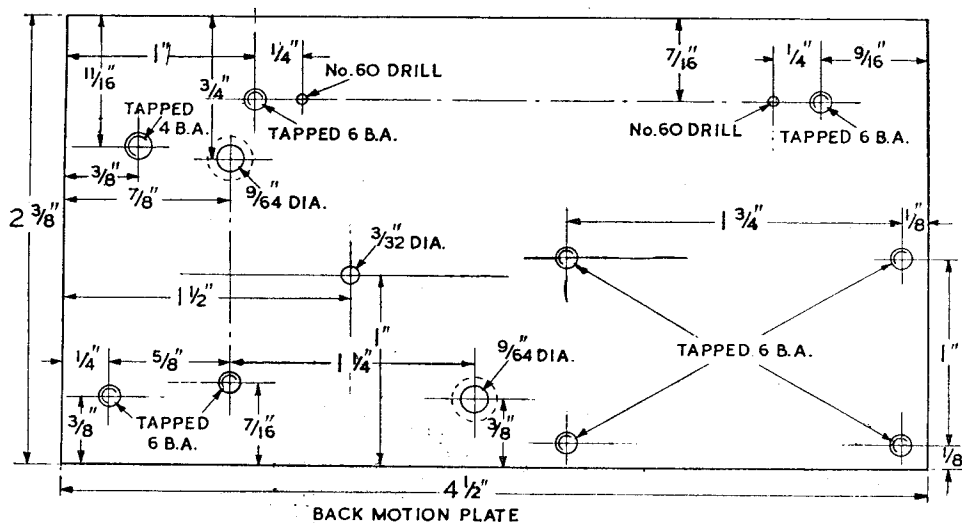 1"
1/4"
7/16"
1/4"
9/16"
11/16"
3/4"
No.60 DRILL
TAPPED
4 B.A.
TAPPED 6 B.A.
No.60 DRILL
TAPPED 6 B.A.
3/8"
7/8"
9/64" DIA.
2 3/8"
1 3/4"
1/8"
3/32" DIA.
1 1/2"
1"
1/4"
5/8"
1 1/4"
9/64" DIA.
TAPPED 6 B.A.
1"
3/8"
TAPPED
6 B.A.
7/16"
3/8"
1/8"
4 1/2"
BACK MOTION PLATE